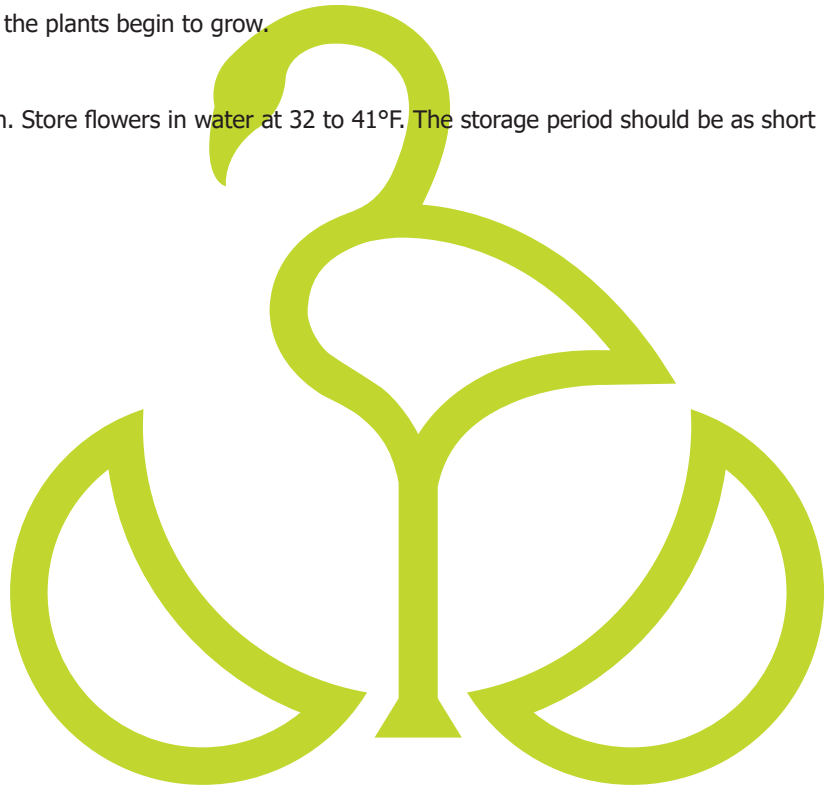 the plants begin to grow.
. Store flowers in water at 32 to 41°F. The storage period should be as short